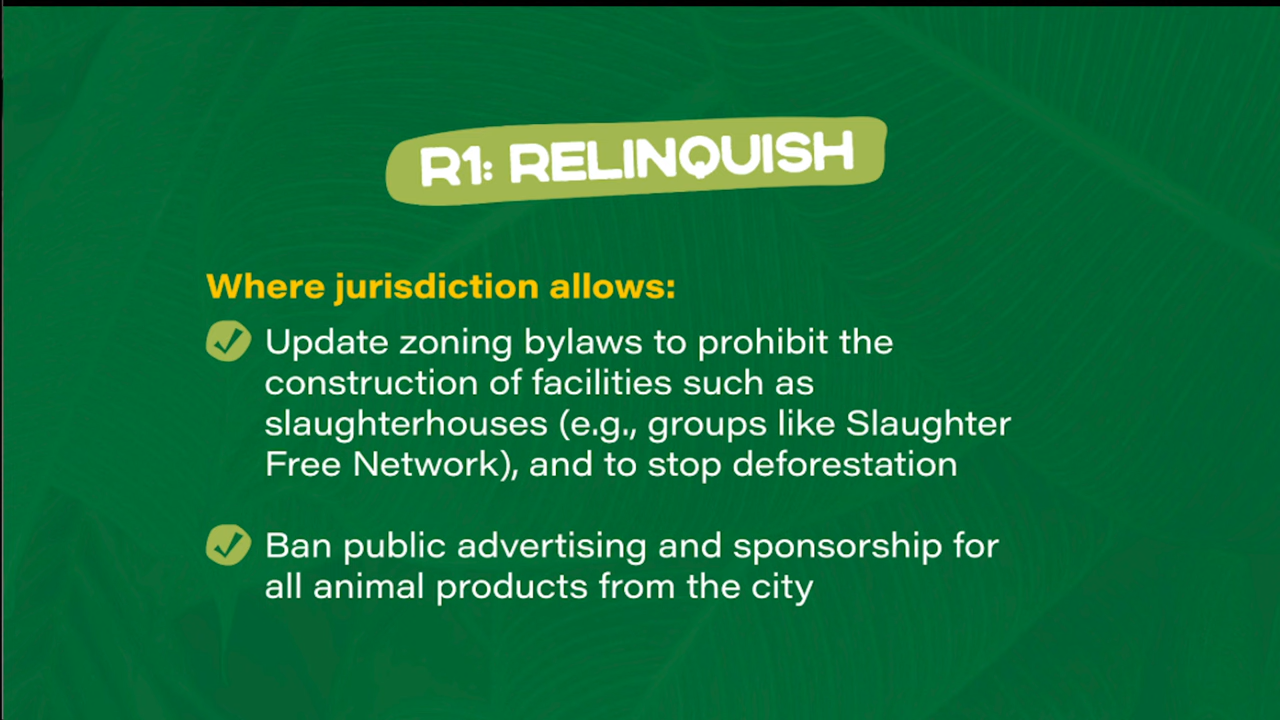 R1: RELINQUISH
Where jurisdiction allows:
Update zoning bylaws to prohibit the
construction of facilities such as
slaughterhouses (e.g., groups like Slaughter
Free Network), and to stop deforestation
Ban public advertising and sponsorship for
all animal products from the city